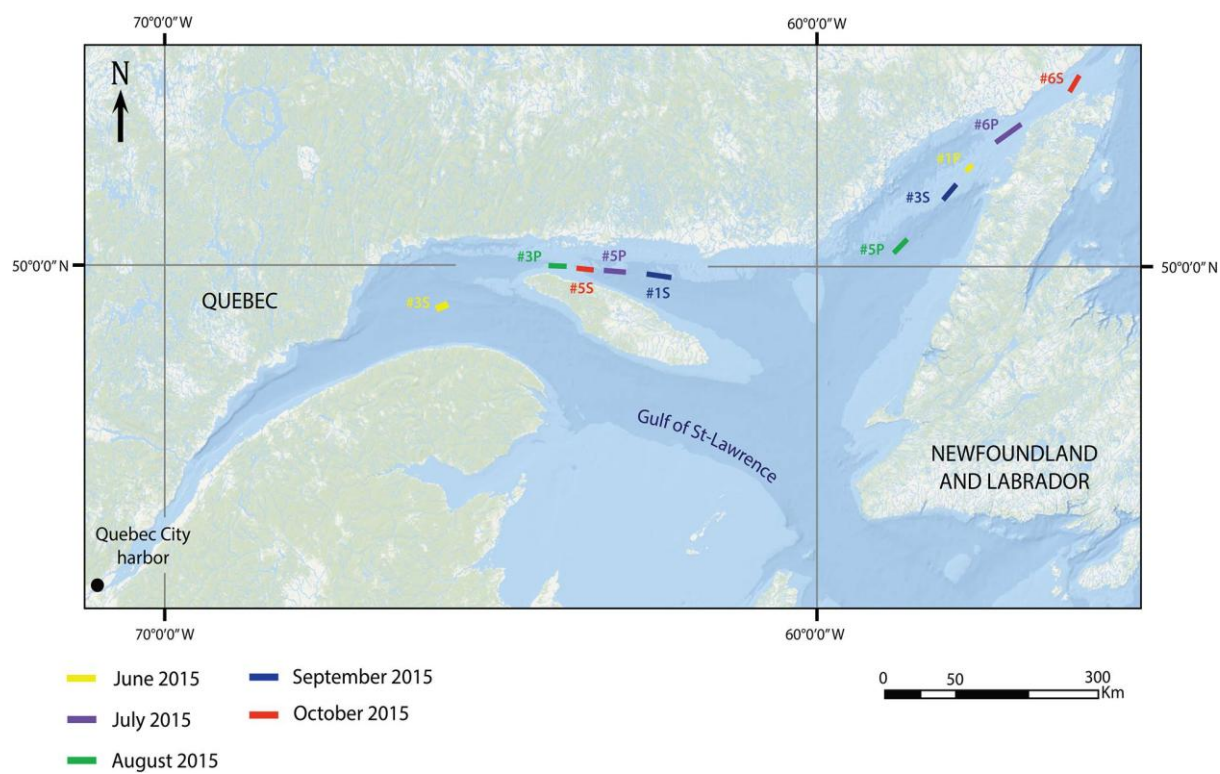 70°0'0"W
60°0'0"W
N
#6S
#6P
#1P
#3S
#5P
50°0'0"N
#3P
#5P
50°0'0"N
#5S
#1S
QUEBEC
#3S
Gulf of St-Lawrence
NEWFOUNDLAND
AND LABRADOR
Quebec City
harbor
70°0'0"W
60°0'0"W
June 2015
September 2015
July 2015
October 2015
August 2015
0
50
300
Km